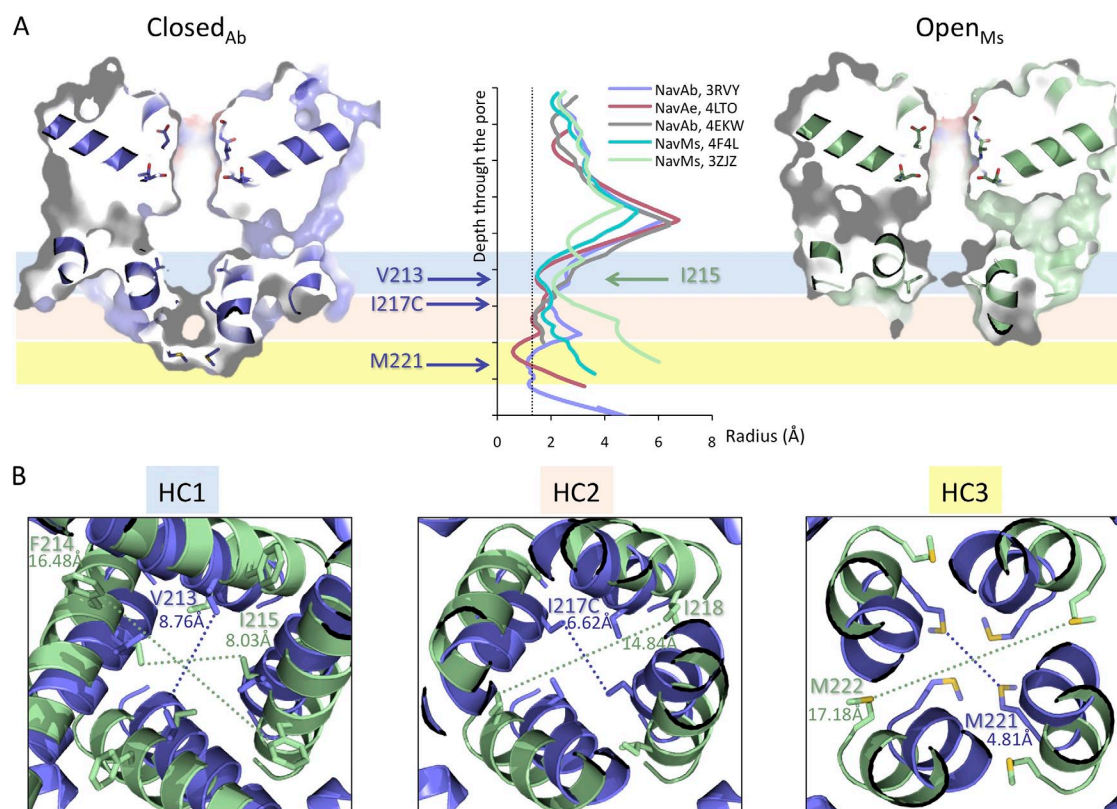 A
Closed_Ab
Open_Ms
NavAb, 3RVY
NavAe, 4LTO
NavAb, 4EKW
NavMs, 4F4L
NavMs, 3ZJZ
Depth through the pore
V213
I215
I217C
M221
0 2 4 6 8
Radius (Å)
B
HC1
HC2
HC3
F214
16.48Å
V213
8.76Å
I215
8.03Å
I217C
6.62Å
I218
14.84Å
M222
17.18Å
M221
4.81Å